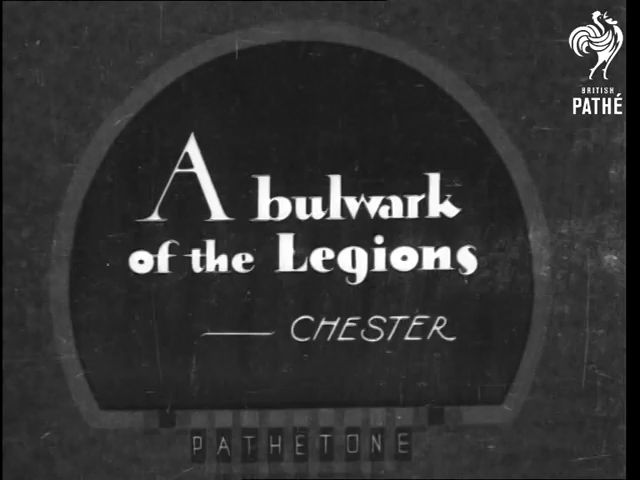 BRITISH
PATHÉ
A bulwark
of the Legions
— CHESTER
PATHETONE